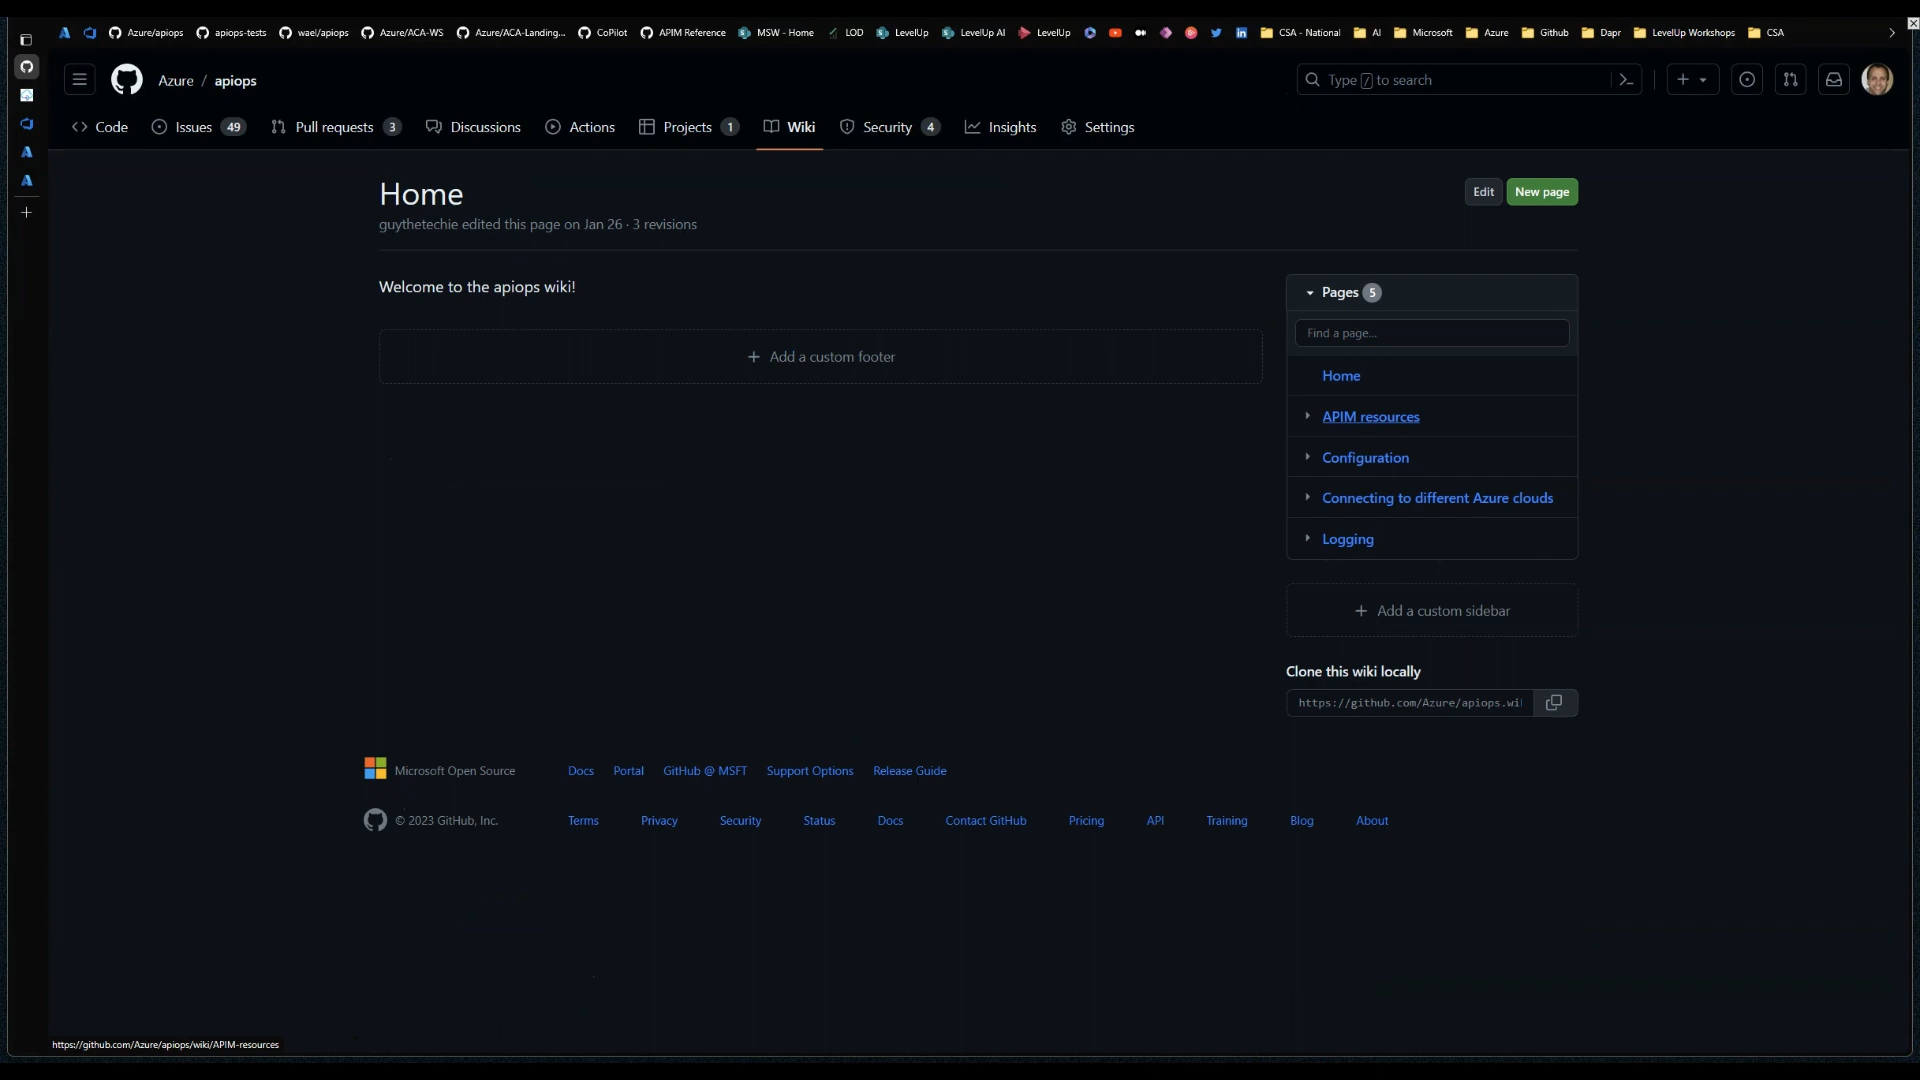 Azure/apiops apiops-tests wael/apiops Azure/ACA-WS Azure/ACA-Landing... CoPilot APIM Reference MSW - Home LOD LevelUp LevelUp AI LevelUp CSA - National AI Microsoft Azure Github Dapr LevelUp Workshops CSA
Azure / apiops
Type / to search
Code Issues 49 Pull requests 3 Discussions Actions Projects 1 Wiki Security 4 Insights Settings
Home
Edit New page
guythetechie edited this page on Jan 26 · 3 revisions
Welcome to the apiops wiki!
Add a custom footer
Pages 5
Find a page...
Home
APIM resources
Configuration
Connecting to different Azure clouds
Logging
Add a custom sidebar
Clone this wiki locally
https://github.com/Azure/apiops.wi
Microsoft Open Source Docs Portal GitHub @ MSFT Support Options Release Guide
© 2023 GitHub, Inc. Terms Privacy Security Status Docs Contact GitHub Pricing API Training Blog About
https://github.com/Azure/apiops/wiki/APIM-resources